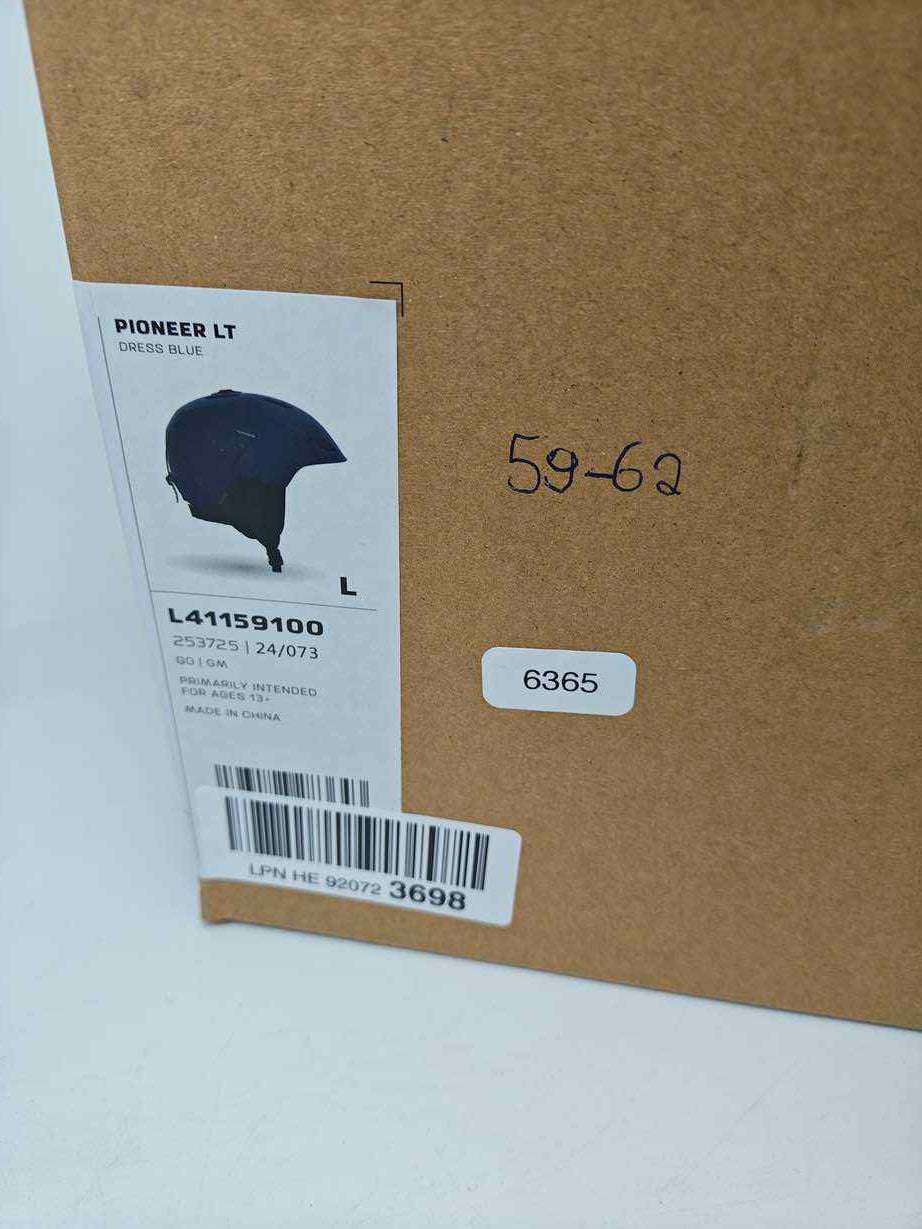 PIONEER LT
DRESS BLUE
L
L41159100
253725 | 24/073
GO | GM
PRIMARILY INTENDED
FOR AGES 13+
MADE IN CHINA
LPN HE 92072 3698
59-62
6365